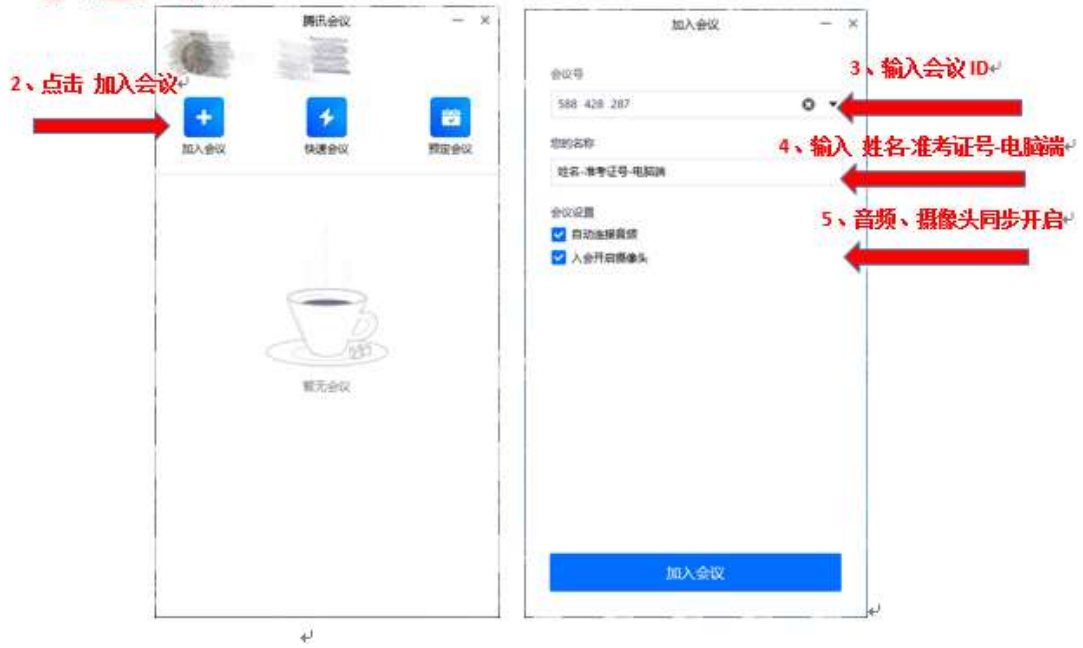 腾讯会议
2、点击 加入会议
加入会议
快速会议
预定会议
暂无会议
加入会议
会议号
3、输入会议 ID
588 428 287
您的名称
4、输入 姓名-准考证号-电脑端
姓名-准考证号-电脑端
会议设置
5、音频、摄像头同步开启
自动连接音频
入会开启摄像头
加入会议